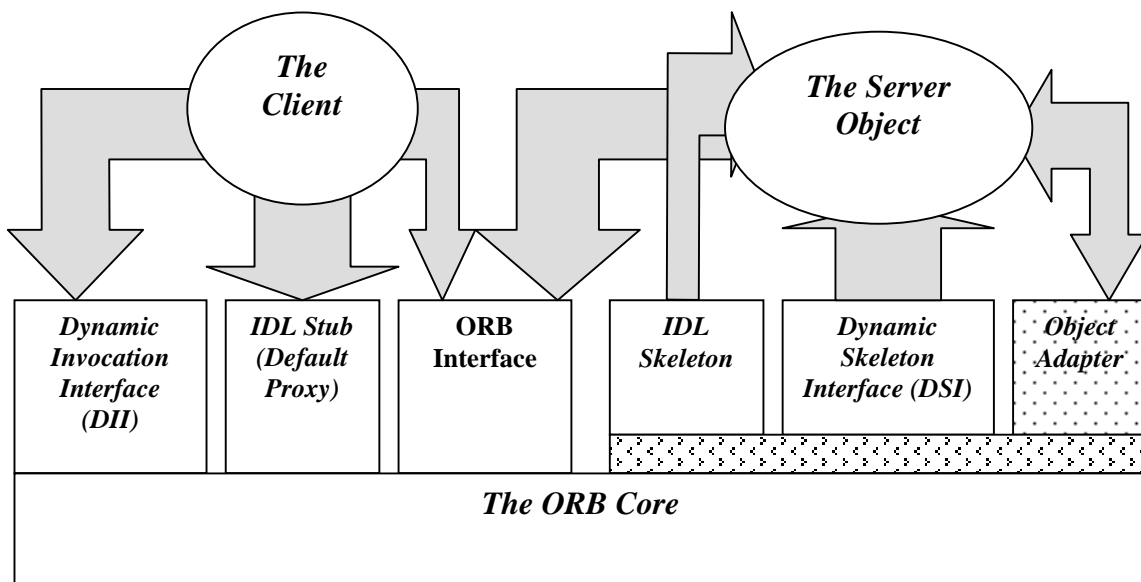 The
Client
The Server
Object
Dynamic
Invocation
Interface
(DII)
IDL Stub
(Default
Proxy)
ORB
Interface
IDL
Skeleton
Dynamic
Skeleton
Interface (DSI)
Object
Adapter
The ORB Core